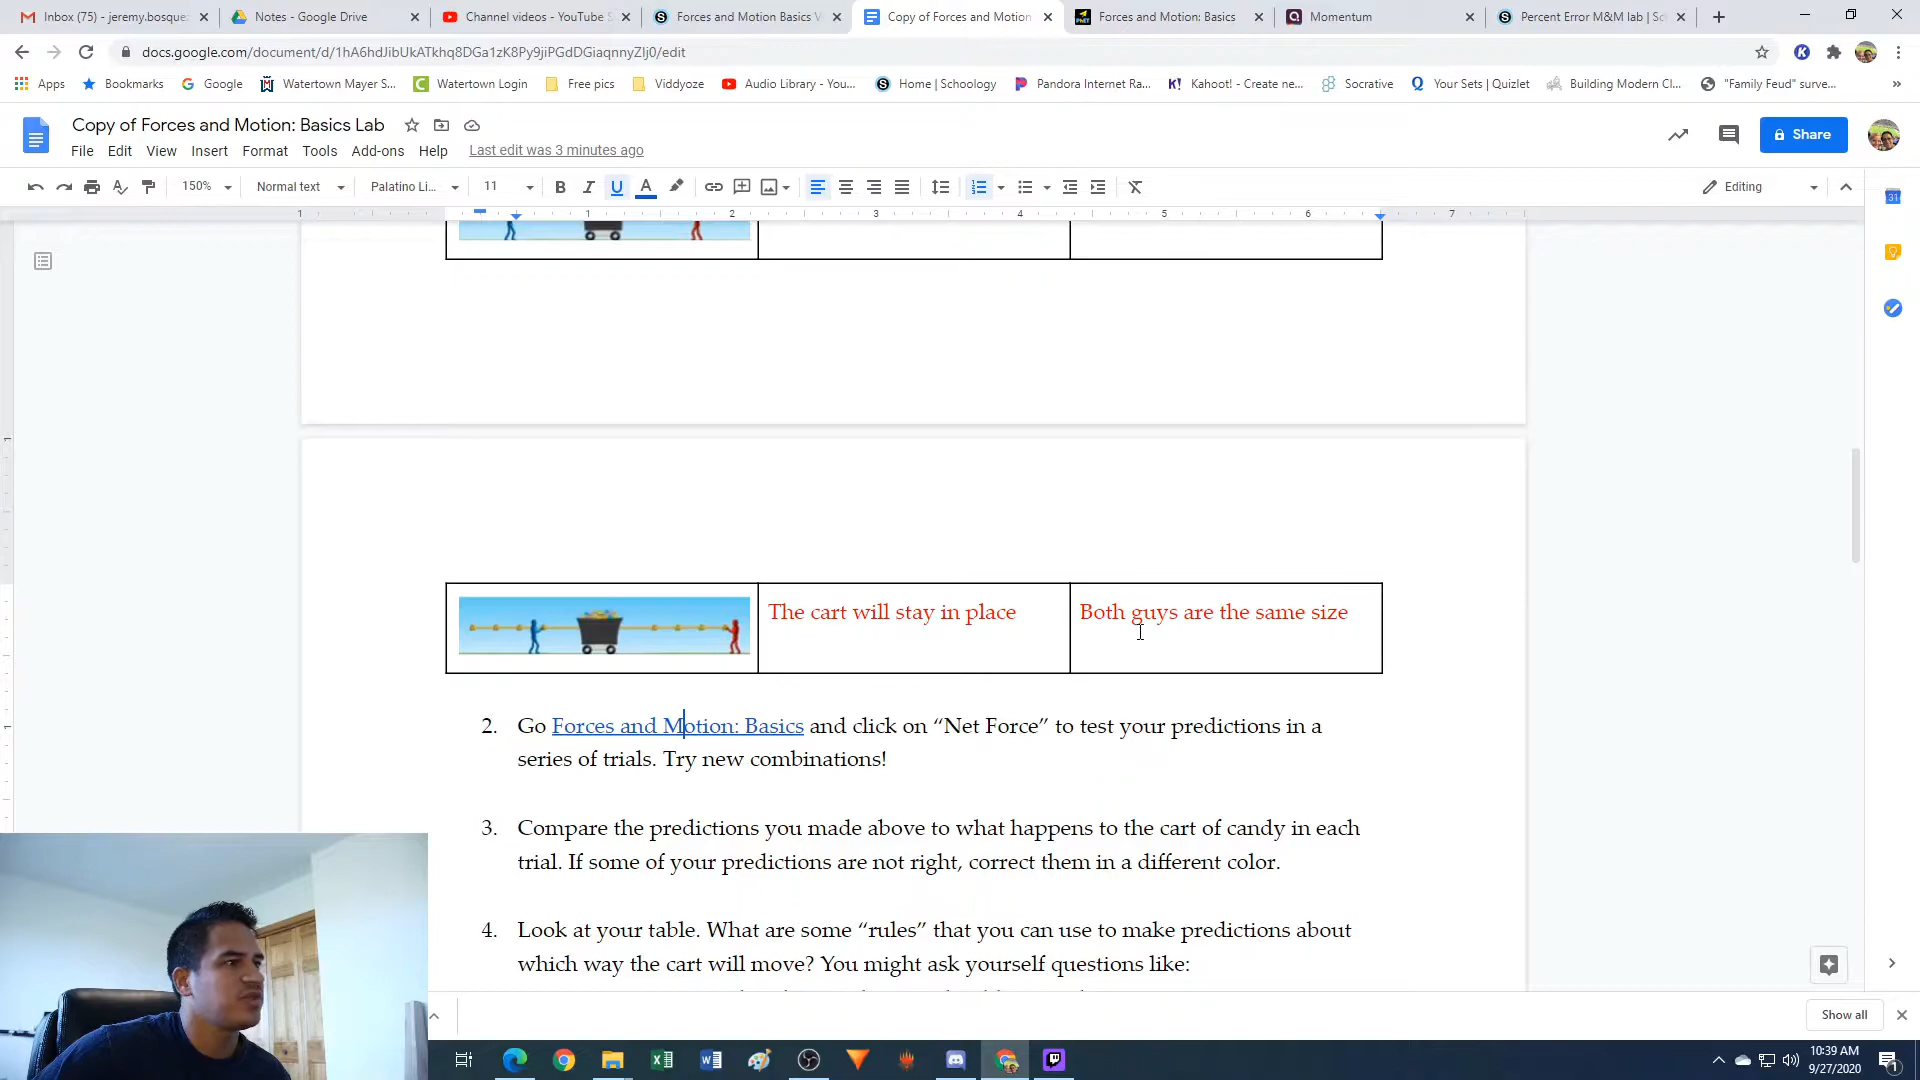 Inbox (75) - jeremy.bosque
Notes - Google Drive
Channel videos - YouTube S
Forces and Motion Basics V
Copy of Forces and Motion
Forces and Motion: Basics
Momentum
Percent Error M&M lab | Sc
docs.google.com/document/d/1hA6hdJibUkATkhq8DGa1zK8Py9jiPGdDGiaqnnyZIj0/edit
Apps
Bookmarks
Google
Watertown Mayer S...
Watertown Login
Free pics
Viddyoze
Audio Library - You...
Home | Schoology
Pandora Internet Ra...
Kahoot! - Create ne...
Socrative
Your Sets | Quizlet
Building Modern Cl...
"Family Feud" surve...
Copy of Forces and Motion: Basics Lab
Share
File Edit View Insert Format Tools Add-ons Help Last edit was 3 minutes ago
150% Normal text Palatino Li... 11 B I U A Editing
1 1 2 3 4 5 6 7
The cart will stay in place
Both guys are the same size
2. Go Forces and Motion: Basics and click on “Net Force” to test your predictions in a
series of trials. Try new combinations!
3. Compare the predictions you made above to what happens to the cart of candy in each
trial. If some of your predictions are not right, correct them in a different color.
4. Look at your table. What are some “rules” that you can use to make predictions about
which way the cart will move? You might ask yourself questions like:
Show all
10:39 AM
9/27/2020